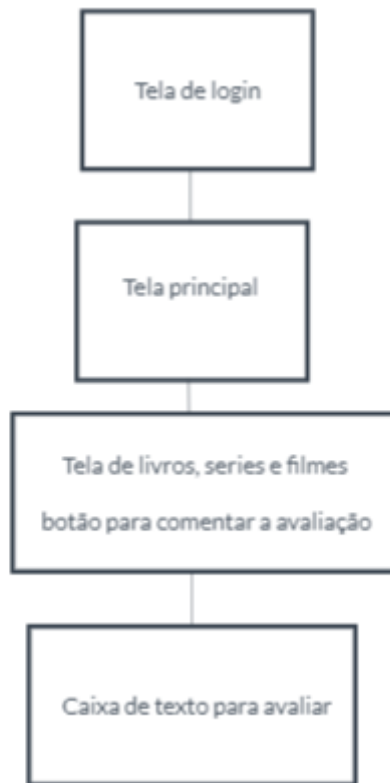 Tela de login
Tela principal
Tela de livros, series e filmes
botão para comentar a avaliação
Caixa de texto para avaliar